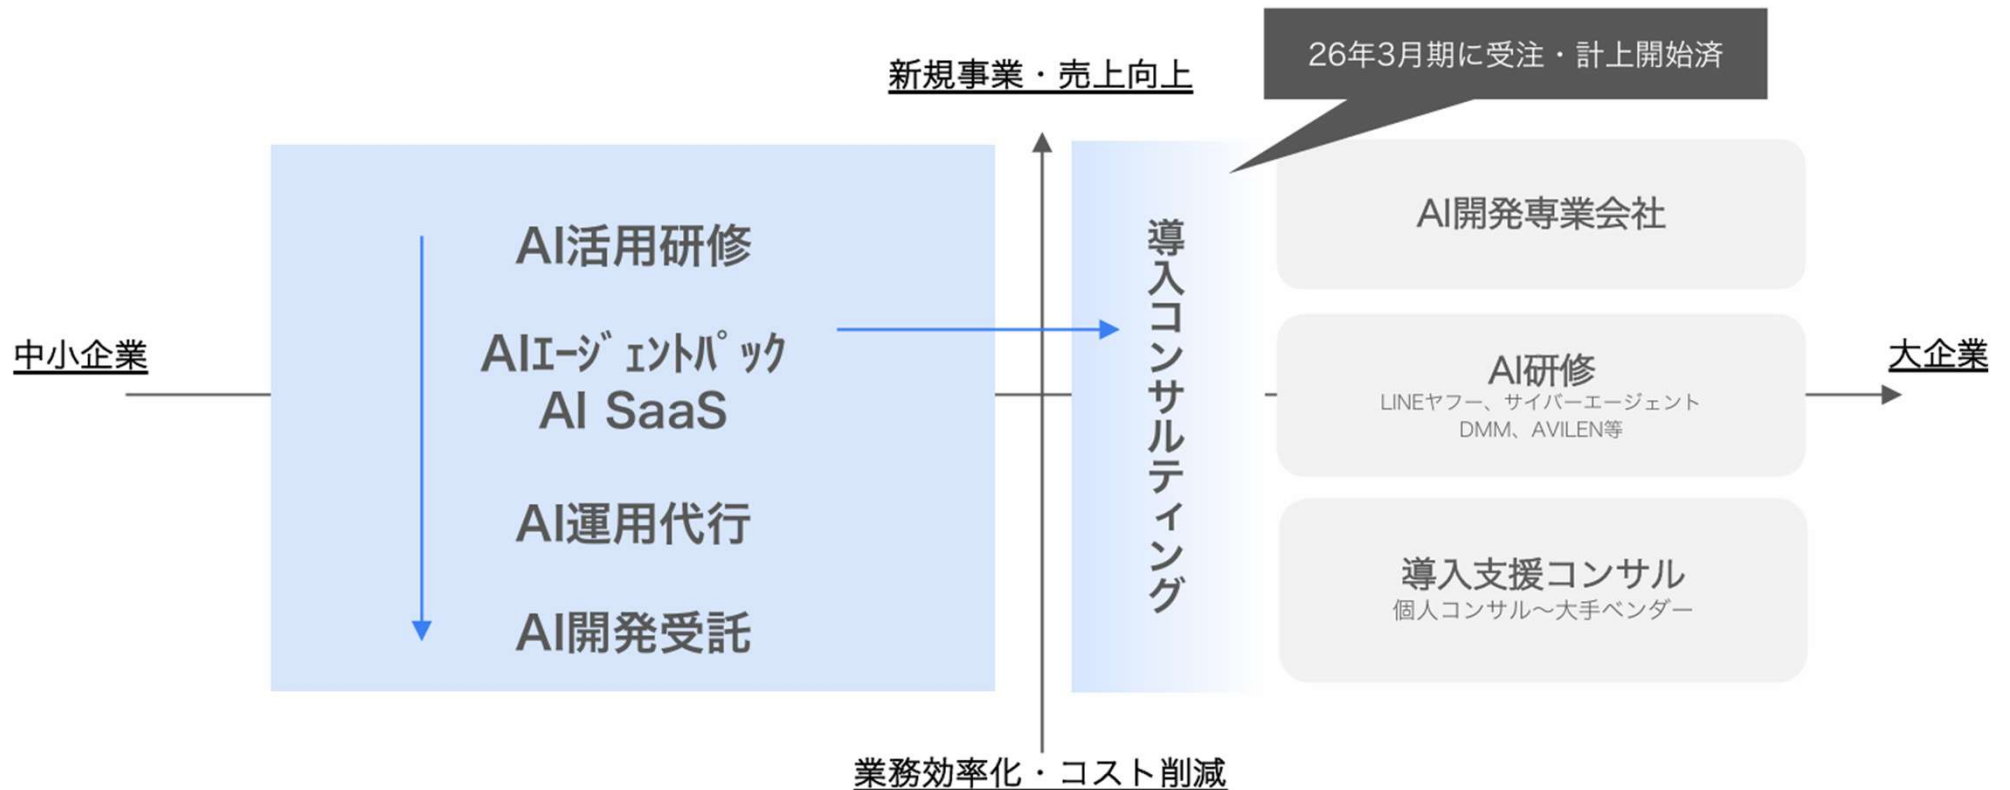 26年3月期に受注・計上開始済
新規事業・売上向上
AI活用研修
AIｴｰｼﾞｪﾝﾄﾊﾟｯｸ
AI SaaS
AI運用代行
AI開発受託
導入コンサルティング
AI開発専業会社
AI研修
LINEヤフー、サイバーエージェント
DMM、AVILEN等
導入支援コンサル
個人コンサル～大手ベンダー
中小企業
大企業
業務効率化・コスト削減